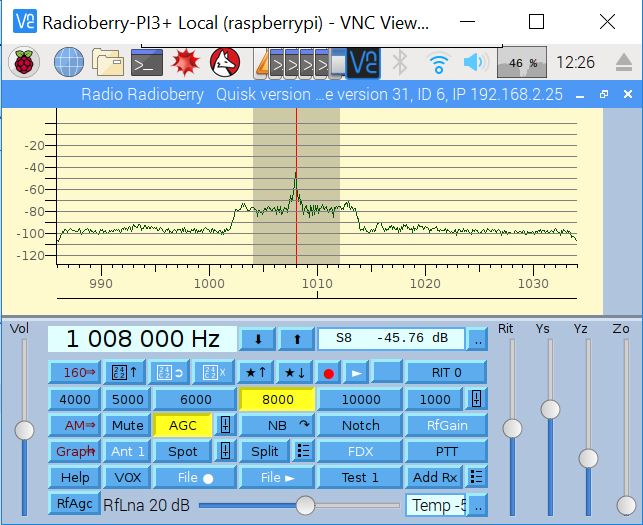 Radioberry-PI3+ Local (raspberrypi) - VNC View...
46 % 12:26
Radio Radioberry Quisk version ...e version 31, ID 6, IP 192.168.2.25
-20
-40
-60
-80
-100
-120
990 1000 1010 1020 1030
Vol 1 008 000 Hz S8 -45.76 dB .. Rit Ys Yz Zo
160⇒ ★↑ ★↓ RIT 0
4000 5000 6000 8000 10000 1000
AM⇒ Mute AGC NB Notch RfGain
Graph Ant 1 Spot Split FDX PTT
Help VOX File ● File ► Test 1 Add Rx
RfAgc RfLna 20 dB Temp -5 ..